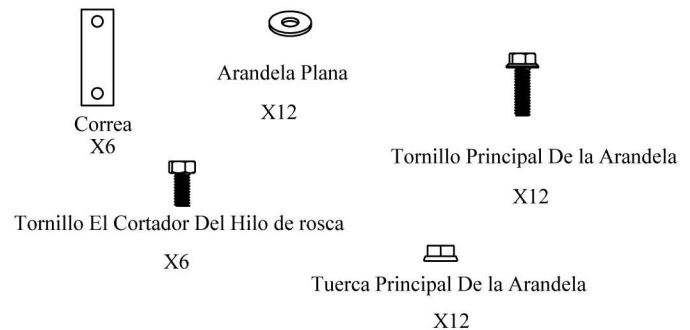 Correa
X6
Arandela Plana
X12
Tornillo Principal De la Arandela
X12
Tornillo El Cortador Del Hilo de rosca
X6
Tuerca Principal De la Arandela
X12